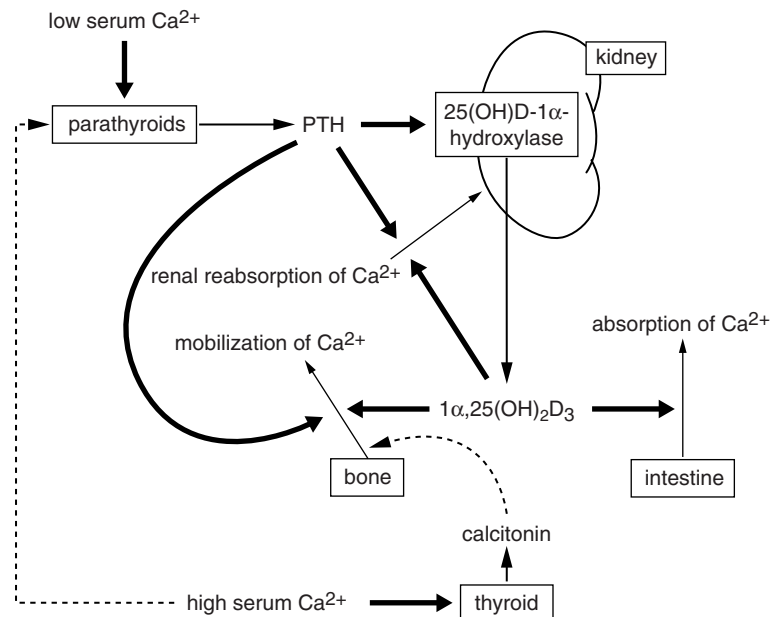 low serum Ca²⁺
kidney
parathyroids
PTH
25(OH)D-1α-
hydroxylase
renal reabsorption of Ca²⁺
absorption of Ca²⁺
mobilization of Ca²⁺
1α,25(OH)₂D₃
bone
intestine
calcitonin
high serum Ca²⁺
thyroid